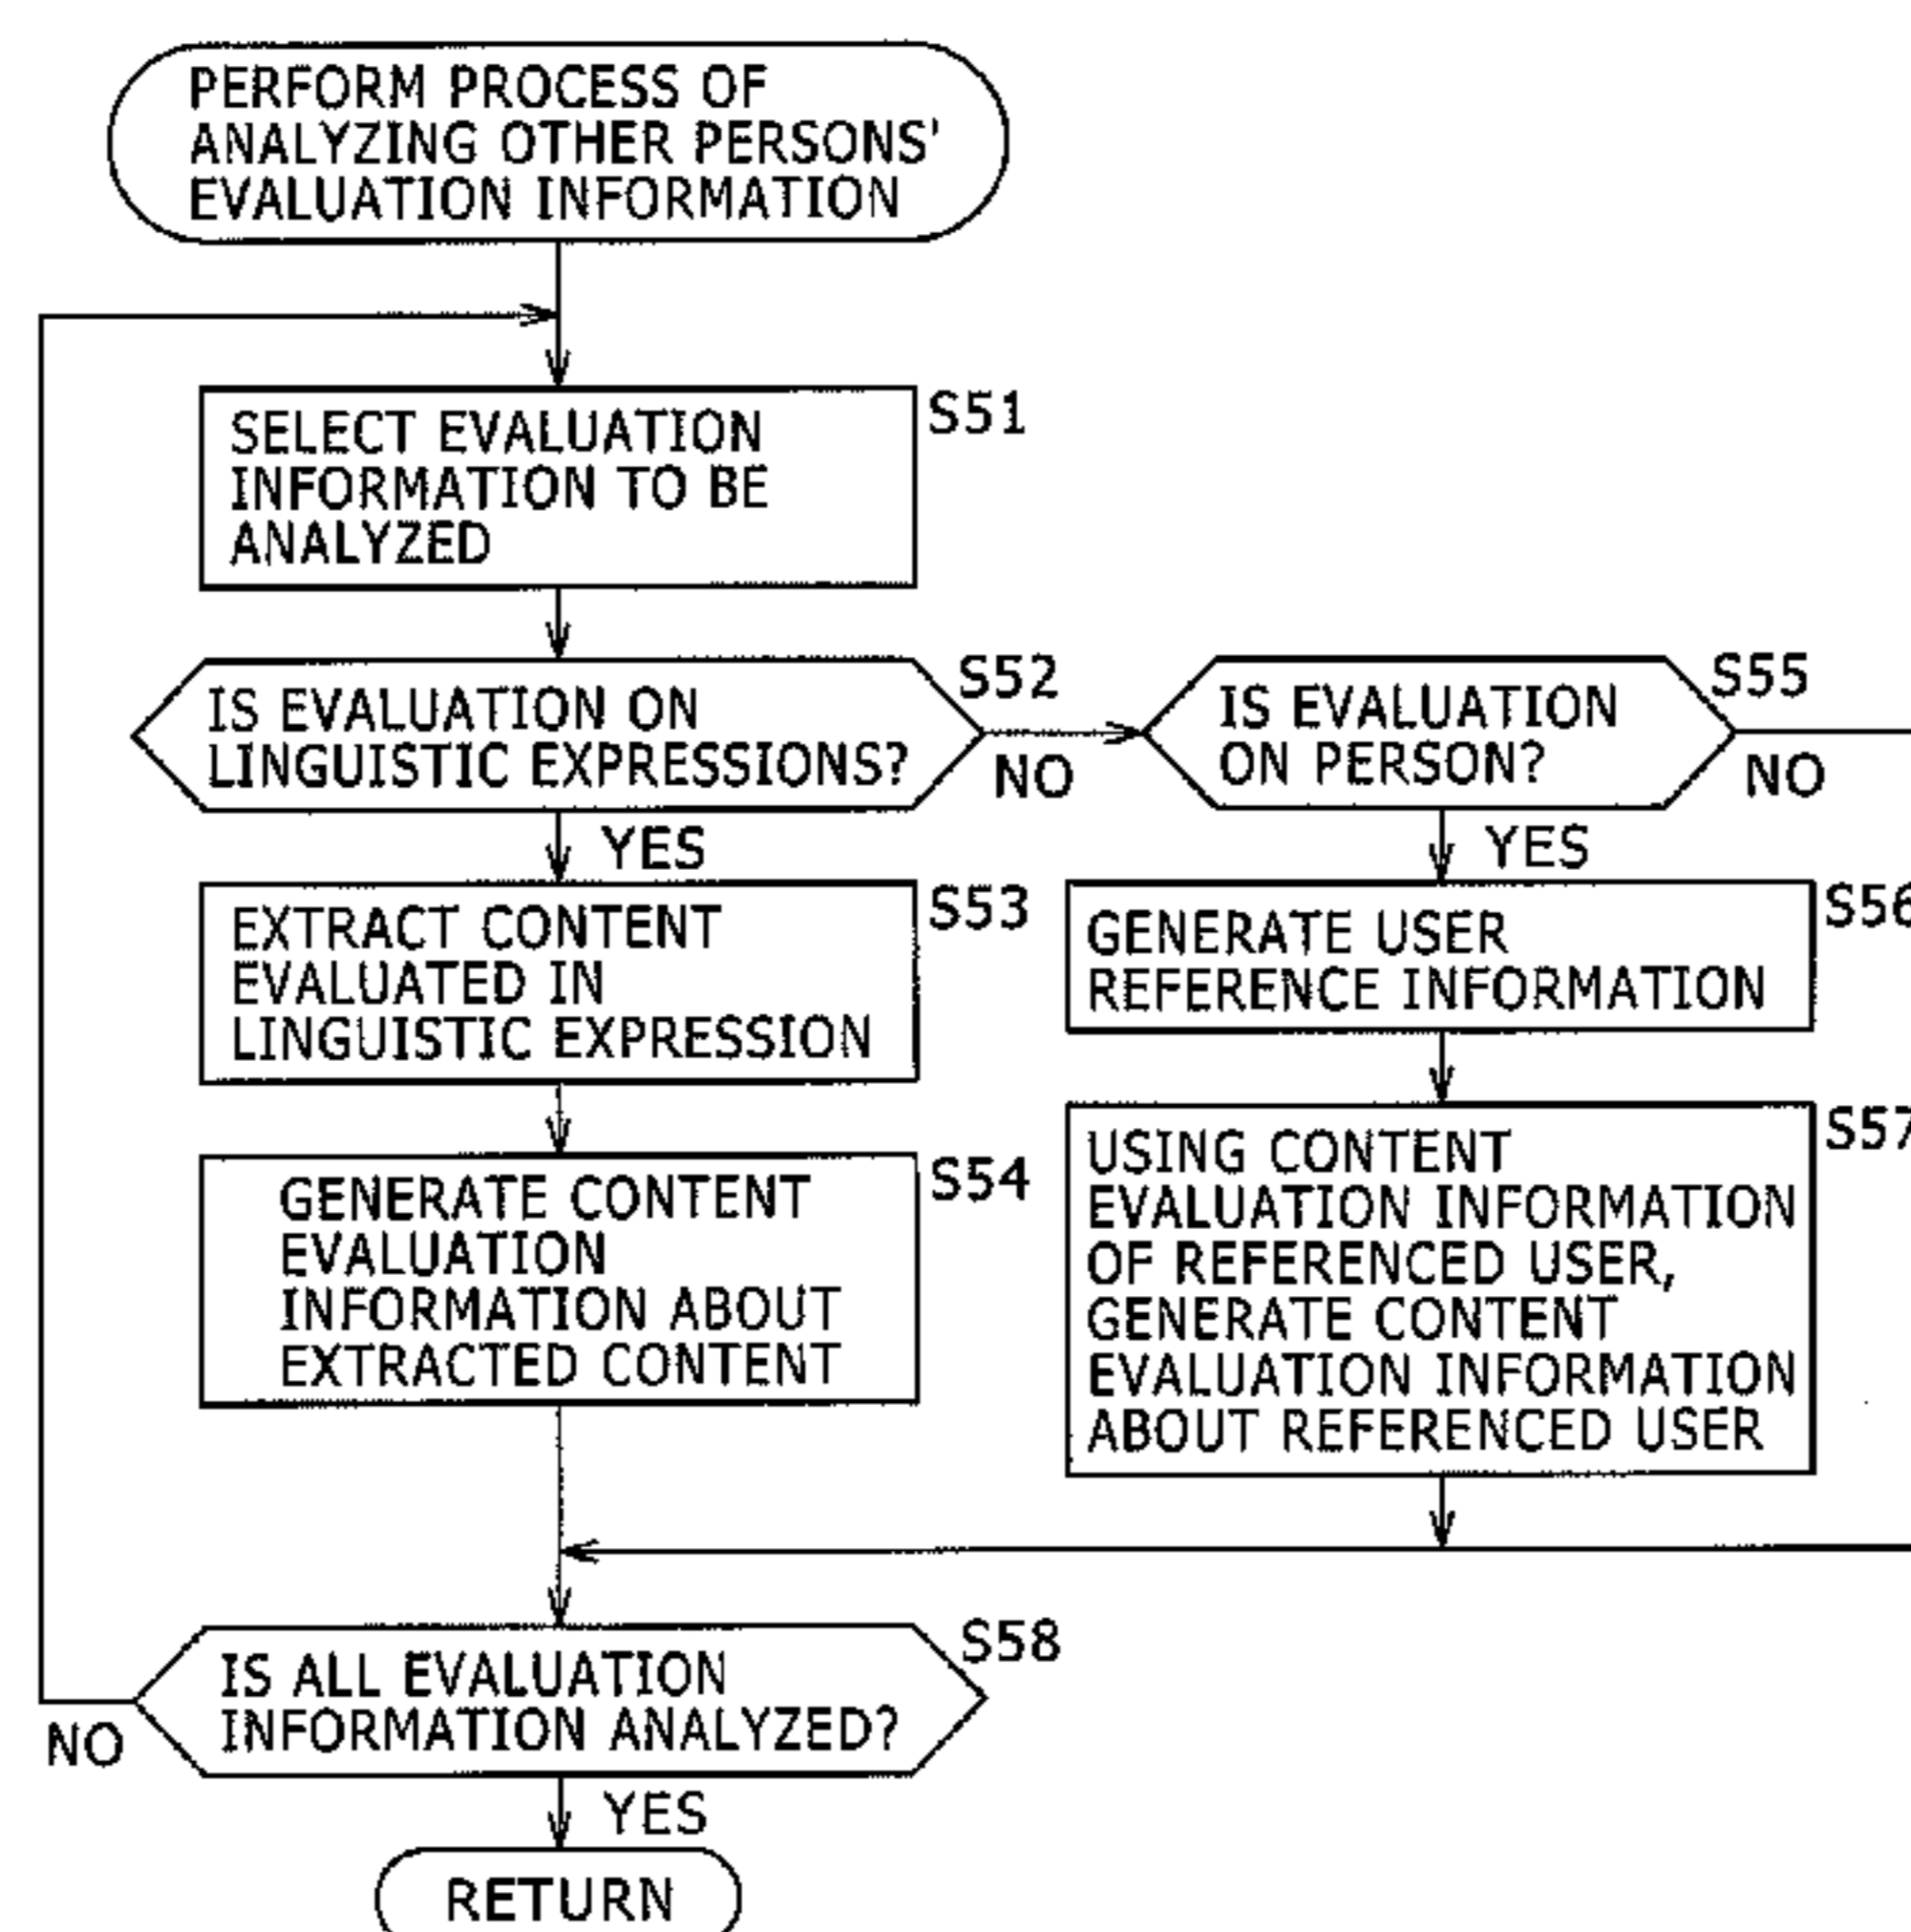 PERFORM PROCESS OF
ANALYZING OTHER PERSONS'
EVALUATION INFORMATION
SELECT EVALUATION
INFORMATION TO BE
ANALYZED
S51
IS EVALUATION ON
LINGUISTIC EXPRESSIONS?
S52
NO
YES
IS EVALUATION
ON PERSON?
S55
NO
YES
EXTRACT CONTENT
EVALUATED IN
LINGUISTIC EXPRESSION
S53
GENERATE USER
REFERENCE INFORMATION
S56
GENERATE CONTENT
EVALUATION
INFORMATION ABOUT
EXTRACTED CONTENT
S54
USING CONTENT
EVALUATION INFORMATION
OF REFERENCED USER,
GENERATE CONTENT
EVALUATION INFORMATION
ABOUT REFERENCED USER
S57
IS ALL EVALUATION
INFORMATION ANALYZED?
S58
NO
YES
RETURN